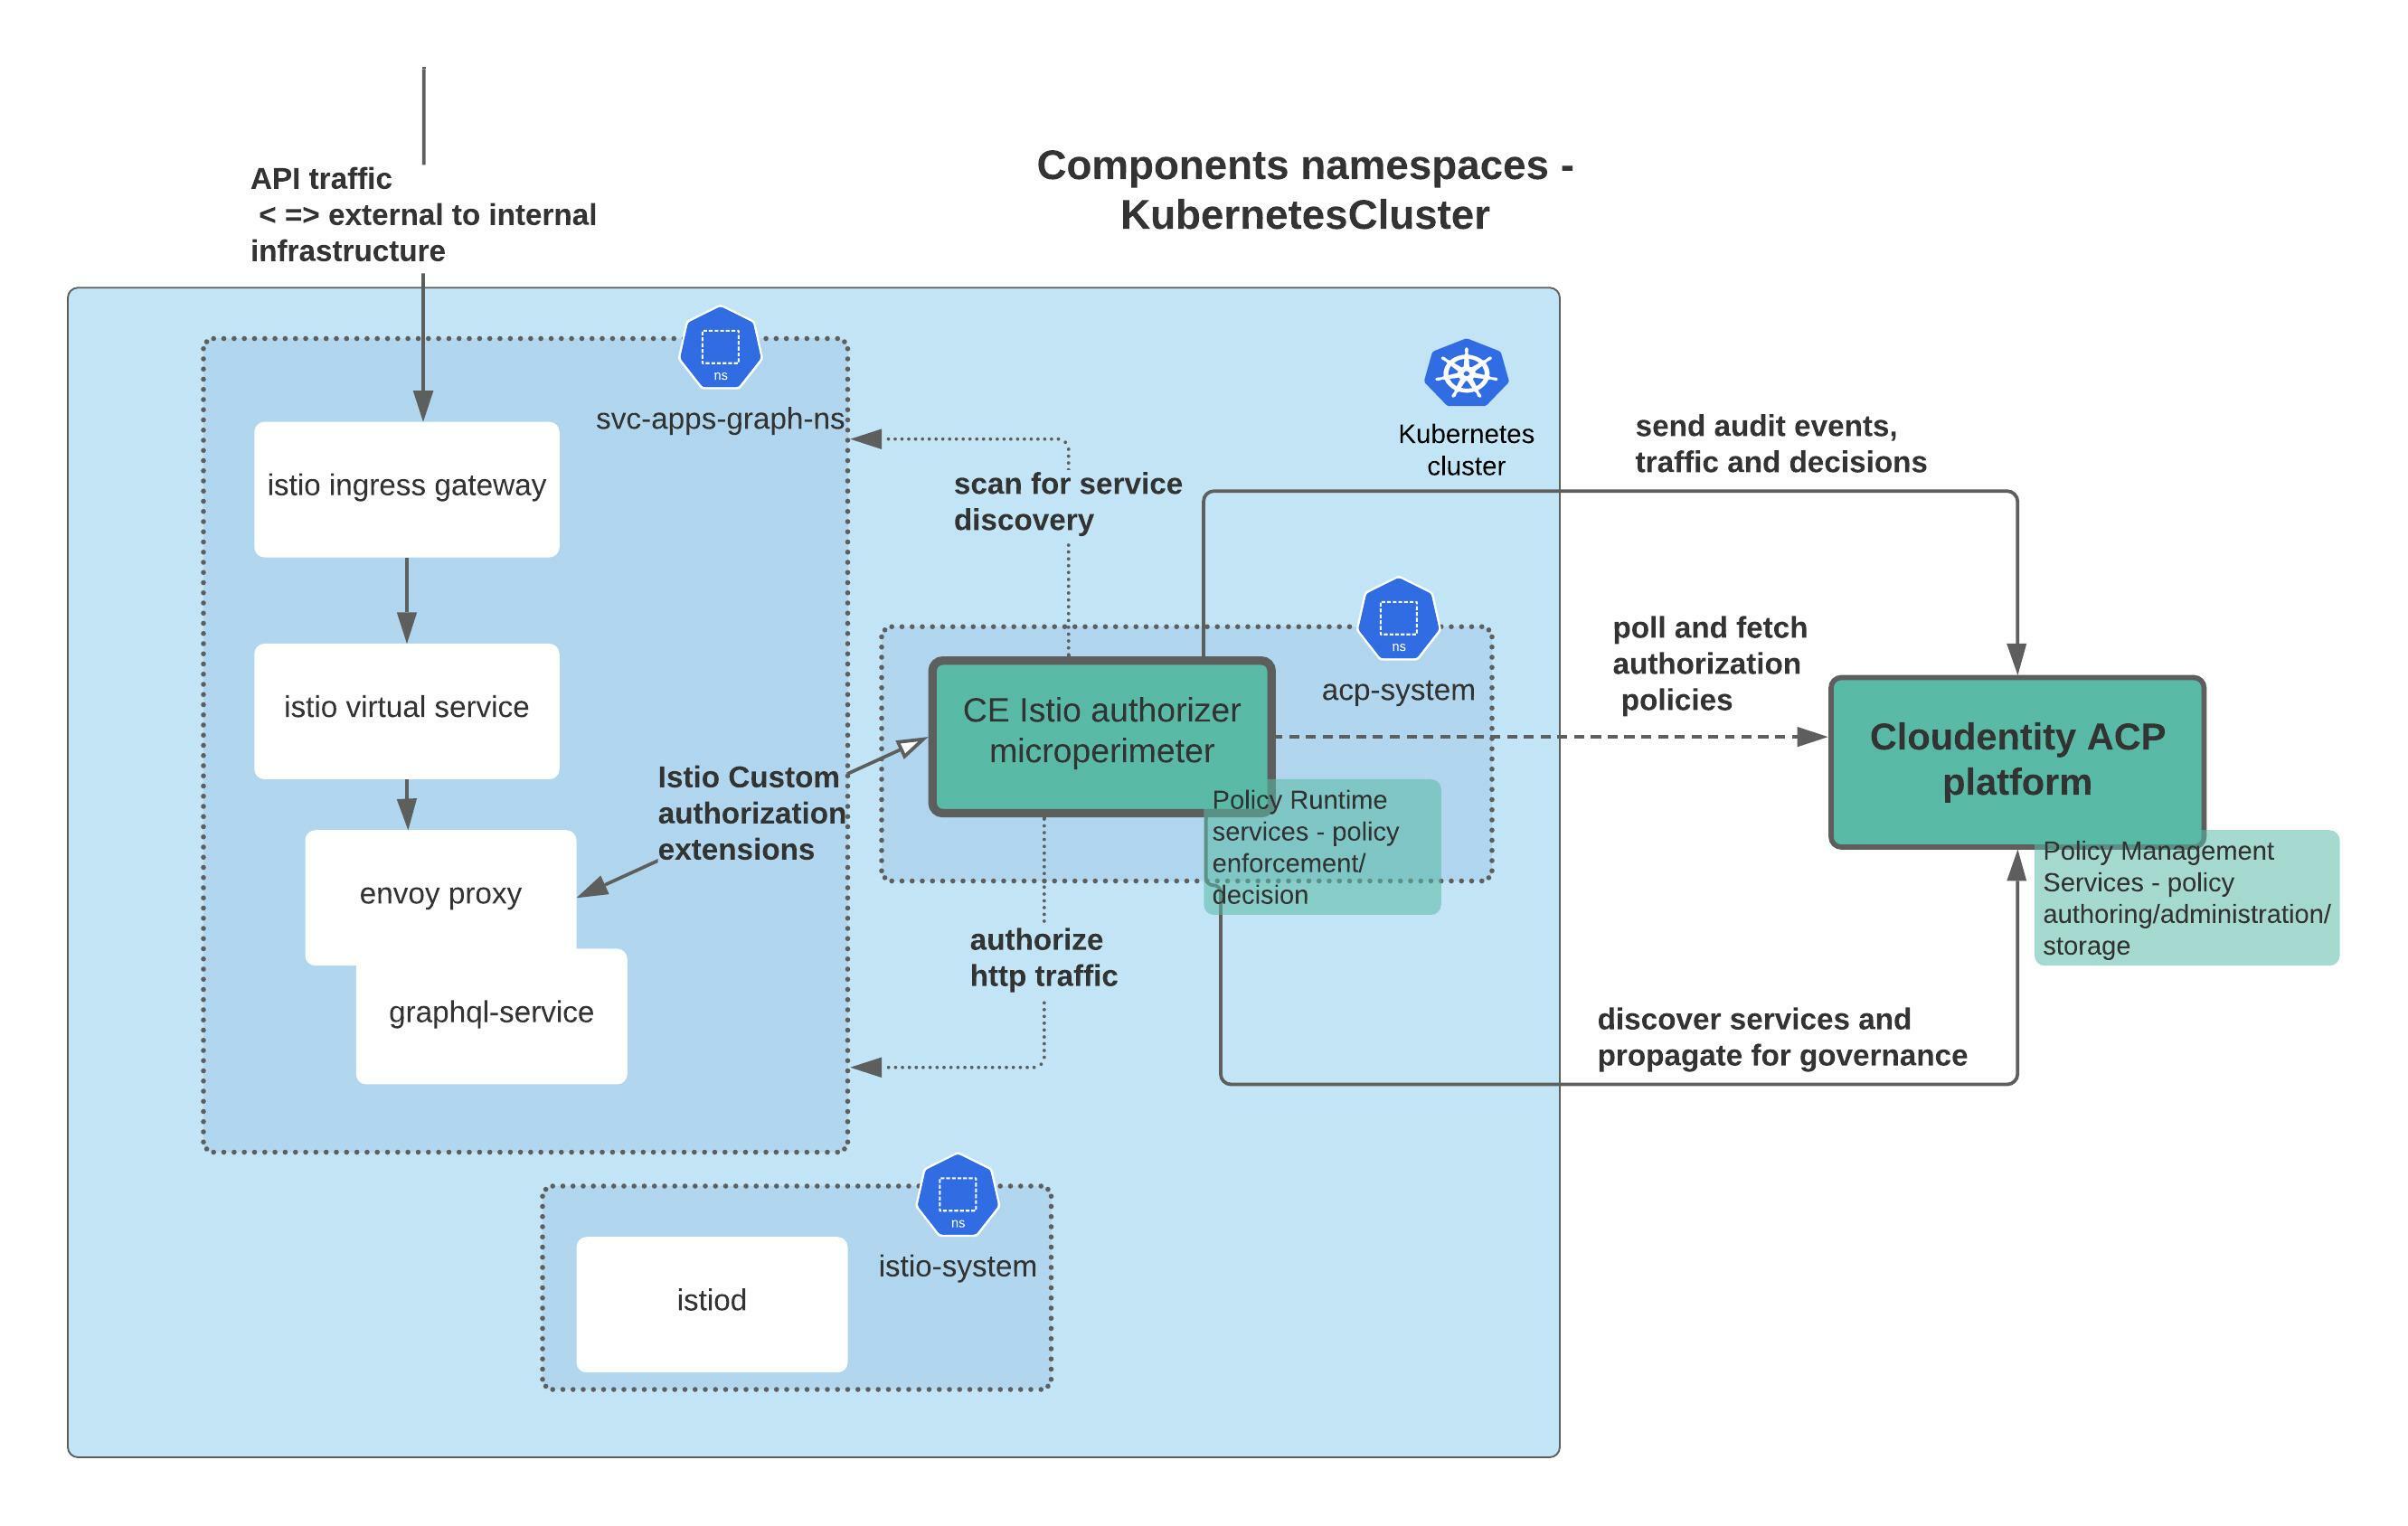 Components namespaces -
KubernetesCluster
API traffic
< => external to internal
infrastructure
ns
svc-apps-graph-ns
istio ingress gateway
istio virtual service
envoy proxy
graphql-service
Istio Custom
authorization
extensions
scan for service
discovery
Kubernetes
cluster
ns
acp-system
CE Istio authorizer
microperimeter
Policy Runtime
services - policy
enforcement/
decision
authorize
http traffic
send audit events,
traffic and decisions
poll and fetch
authorization
policies
Cloudentity ACP
platform
Policy Management
Services - policy
authoring/administration/
storage
discover services and
propagate for governance
ns
istio-system
istiod